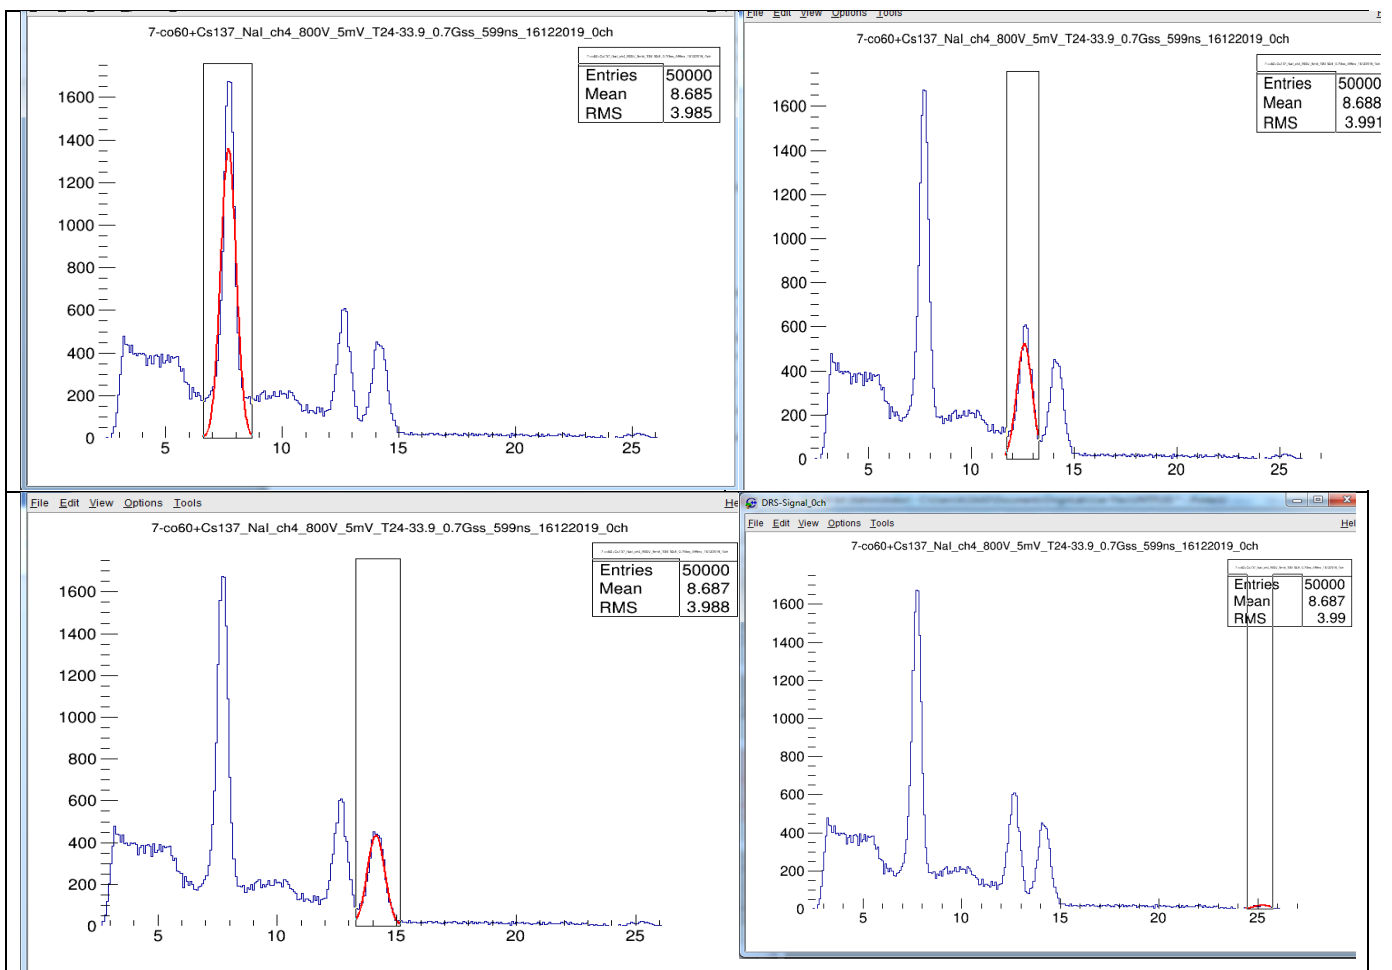 7-co60+Cs137_NaI_ch4_800V_5mV_T24-33.9_0.7Gss_599ns_16122019_0ch
Entries 50000
Mean 8.685
RMS 3.985
1600
1400
1200
1000
800
600
400
200
0
5 10 15 20 25
File Edit View Options Tools
7-co60+Cs137_NaI_ch4_800V_5mV_T24-33.9_0.7Gss_599ns_16122019_0ch
Entries 50000
Mean 8.688
RMS 3.991
1600
1400
1200
1000
800
600
400
200
0
5 10 15 20 25
File Edit View Options Tools He
7-co60+Cs137_NaI_ch4_800V_5mV_T24-33.9_0.7Gss_599ns_16122019_0ch
Entries 50000
Mean 8.687
RMS 3.988
1600
1400
1200
1000
800
600
400
200
0
5 10 15 20 25
DRS-Signal_0ch
File Edit View Options Tools Hel
7-co60+Cs137_NaI_ch4_800V_5mV_T24-33.9_0.7Gss_599ns_16122019_0ch
Entries 50000
Mean 8.687
RMS 3.99
1600
1400
1200
1000
800
600
400
200
0
5 10 15 20 25